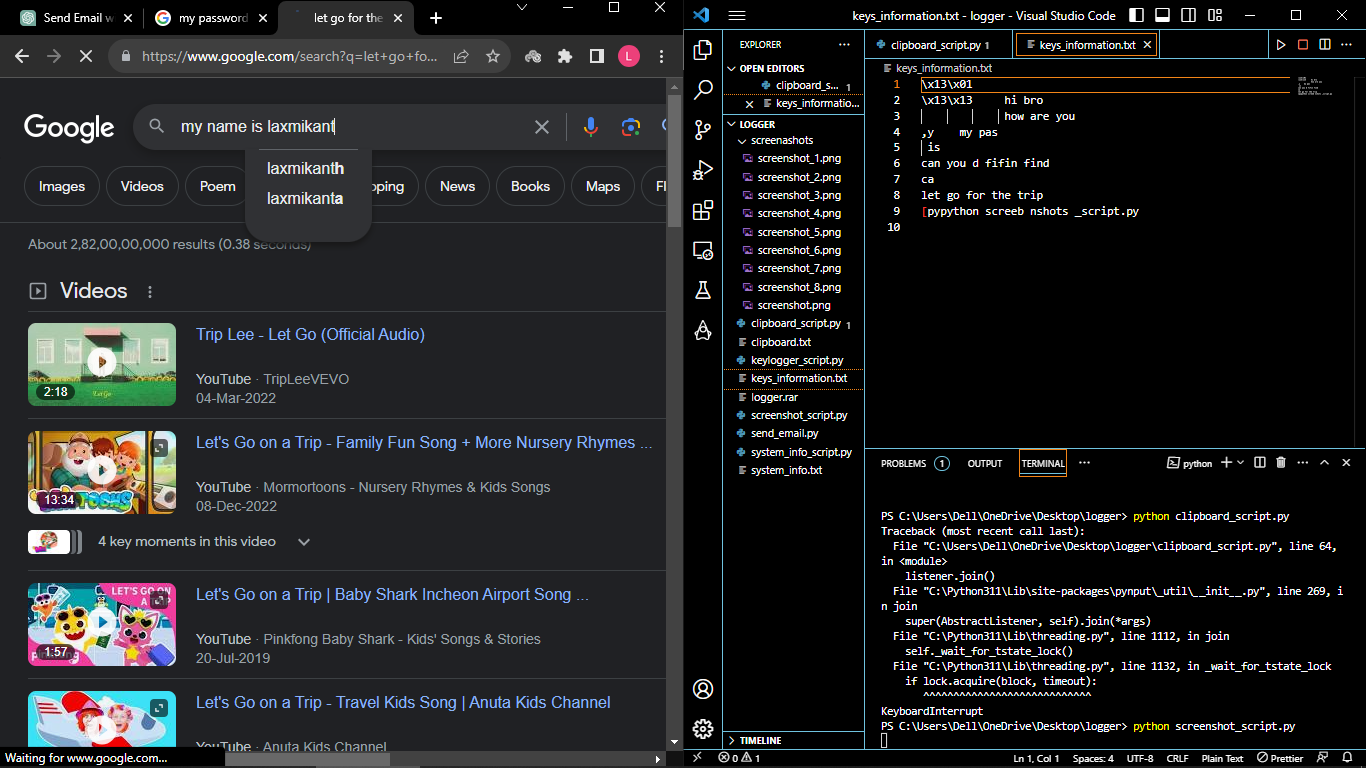 Send Email w
my password
let go for the
https://www.google.com/search?q=let+go+fo...
L
Google
my name is laxmikant
laxmikanth
laxmikanta
Images
Videos
Poem
News
Books
Maps
About 2,82,00,00,000 results (0.38 seconds)
Videos
2:18
Trip Lee - Let Go (Official Audio)
YouTube · TripLeeVEVO
04-Mar-2022
13:34
Let's Go on a Trip - Family Fun Song + More Nursery Rhymes ...
YouTube · Mormortoons - Nursery Rhymes & Kids Songs
08-Dec-2022
4 key moments in this video
1:57
Let's Go on a Trip | Baby Shark Incheon Airport Song ...
YouTube · Pinkfong Baby Shark - Kids' Songs & Stories
20-Jul-2019
Let's Go on a Trip - Travel Kids Song | Anuta Kids Channel
YouTube · Anuta Kids Channel
Waiting for www.google.com...
keys_information.txt - logger - Visual Studio Code
EXPLORER
OPEN EDITORS
clipboard_s... 1
keys_informatio...
LOGGER
screenashots
screenshot_1.png
screenshot_2.png
screenshot_3.png
screenshot_4.png
screenshot_5.png
screenshot_6.png
screenshot_7.png
screenshot_8.png
screenshot.png
clipboard_script.py 1
clipboard.txt
keylogger_script.py
keys_information.txt
logger.rar
screenshot_script.py
send_email.py
system_info_script.py
system_info.txt
TIMELINE
clipboard_script.py 1
keys_information.txt
keys_information.txt
1 \x13\x01
2 \x13\x13 hi bro
3 how are you
4 ,y my pas
5 is
6 can you d fifin find
7 ca
8 let go for the trip
9 [pypython screeb nshots _script.py
10
PROBLEMS 1 OUTPUT TERMINAL
python
PS C:\Users\Dell\OneDrive\Desktop\logger> python clipboard_script.py
Traceback (most recent call last):
File "C:\Users\Dell\OneDrive\Desktop\logger\clipboard_script.py", line 64,
in <module>
listener.join()
File "C:\Python311\Lib\site-packages\pynput\_util\__init__.py", line 269, i
n join
super(AbstractListener, self).join(*args)
File "C:\Python311\Lib\threading.py", line 1112, in join
self._wait_for_tstate_lock()
File "C:\Python311\Lib\threading.py", line 1132, in _wait_for_tstate_lock
if lock.acquire(block, timeout):
^^^^^^^^^^^^^^^^^^^^^^^^^^^^
KeyboardInterrupt
PS C:\Users\Dell\OneDrive\Desktop\logger> python screenshot_script.py
0 1
Ln 1, Col 1 Spaces: 4 UTF-8 CRLF Plain Text Prettier